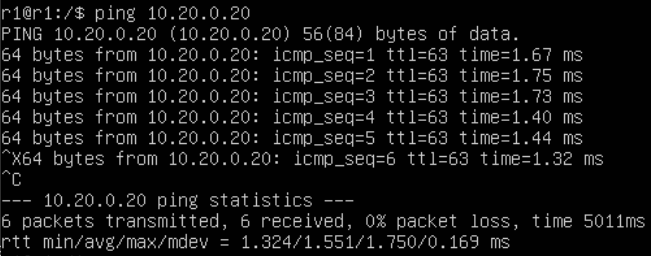 r1@r1:/$ ping 10.20.0.20
PING 10.20.0.20 (10.20.0.20) 56(84) bytes of data.
64 bytes from 10.20.0.20: icmp_seq=1 ttl=63 time=1.67 ms
64 bytes from 10.20.0.20: icmp_seq=2 ttl=63 time=1.75 ms
64 bytes from 10.20.0.20: icmp_seq=3 ttl=63 time=1.73 ms
64 bytes from 10.20.0.20: icmp_seq=4 ttl=63 time=1.40 ms
64 bytes from 10.20.0.20: icmp_seq=5 ttl=63 time=1.44 ms
^X64 bytes from 10.20.0.20: icmp_seq=6 ttl=63 time=1.32 ms
^C
--- 10.20.0.20 ping statistics ---
6 packets transmitted, 6 received, 0% packet loss, time 5011ms
rtt min/avg/max/mdev = 1.324/1.551/1.750/0.169 ms